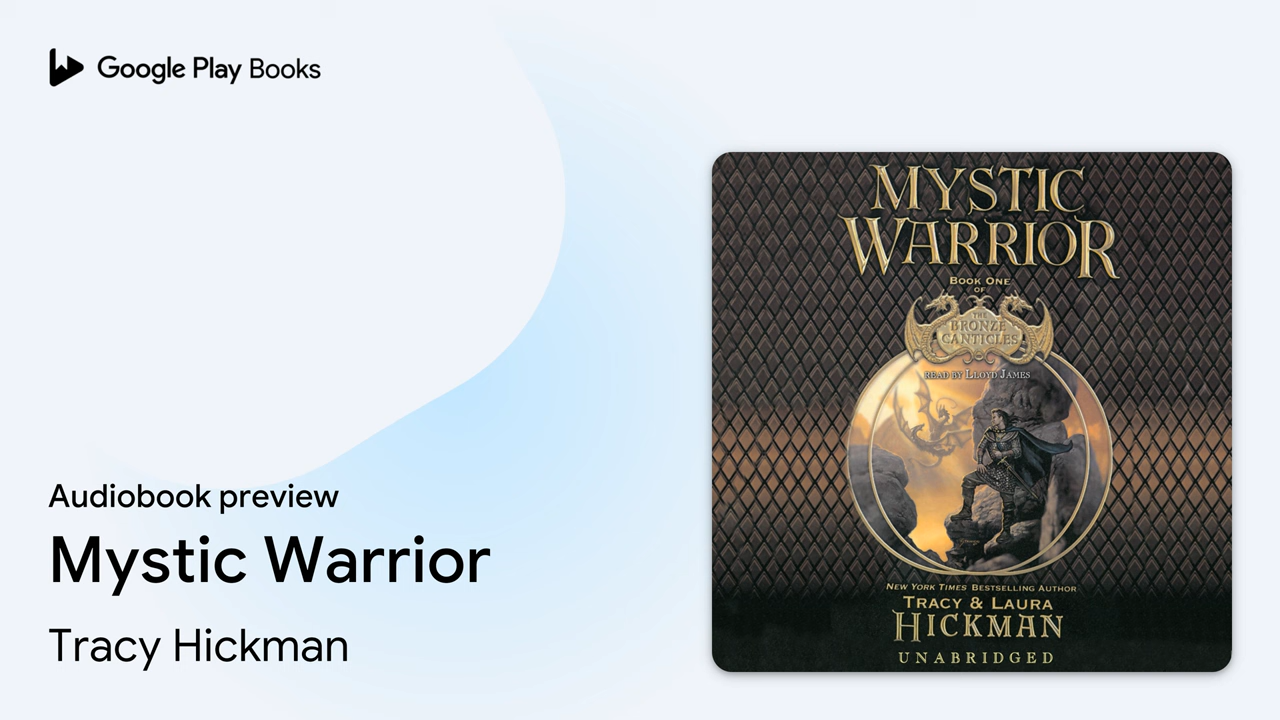 Google Play Books
Audiobook preview
Mystic Warrior
Tracy Hickman
MYSTIC
WARRIOR
BOOK ONE
OF
THE
BRONZE
CANTICLES
READ BY LLOYD JAMES
NEW YORK TIMES BESTSELLING AUTHOR
TRACY & LAURA
HICKMAN
UNABRIDGED